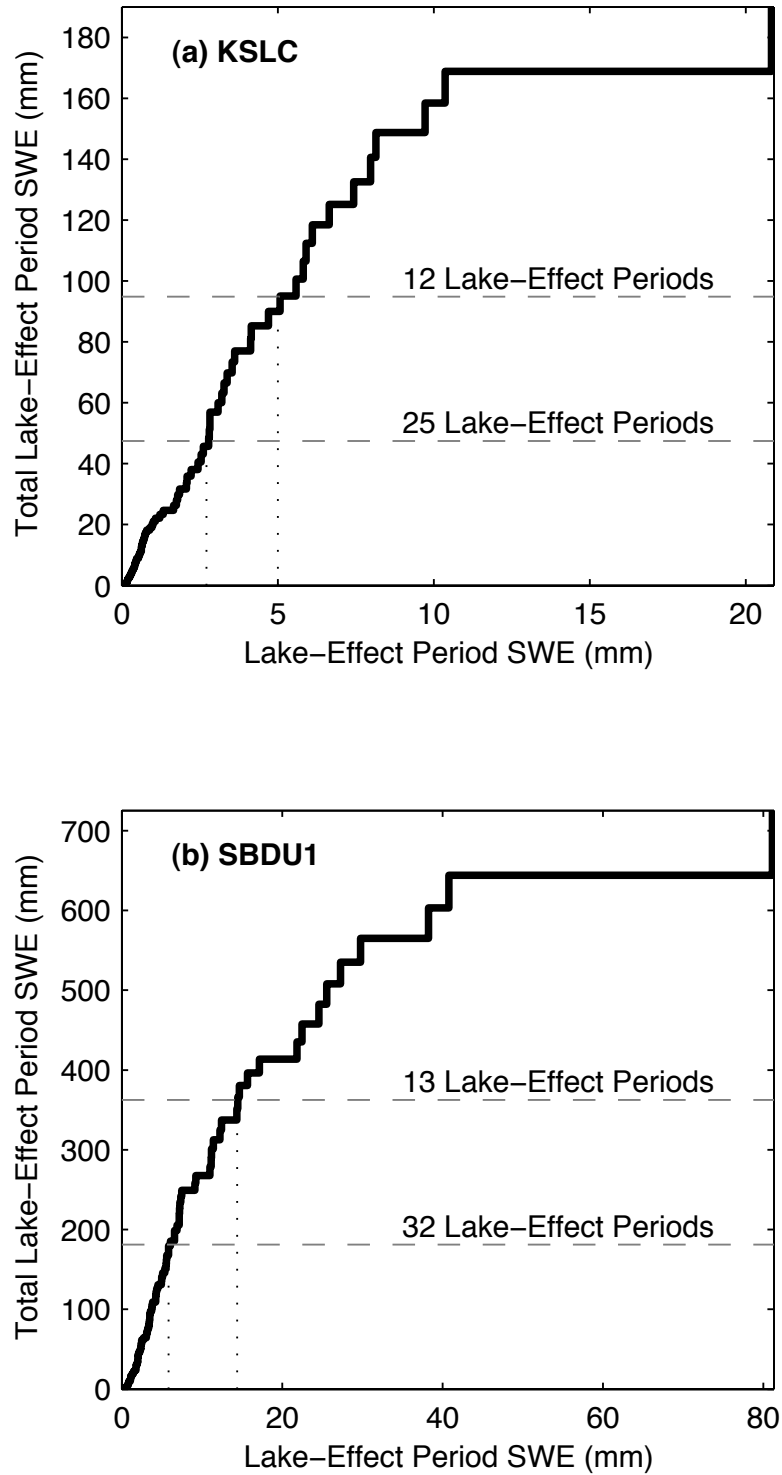 (a) KSLC
Total Lake−Effect Period SWE (mm)
180
160
140
120
100
80
60
40
20
0
12 Lake−Effect Periods
25 Lake−Effect Periods
0 5 10 15 20
Lake−Effect Period SWE (mm)
(b) SBDU1
Total Lake−Effect Period SWE (mm)
700
600
500
400
300
200
100
0
13 Lake−Effect Periods
32 Lake−Effect Periods
0 20 40 60 80
Lake−Effect Period SWE (mm)